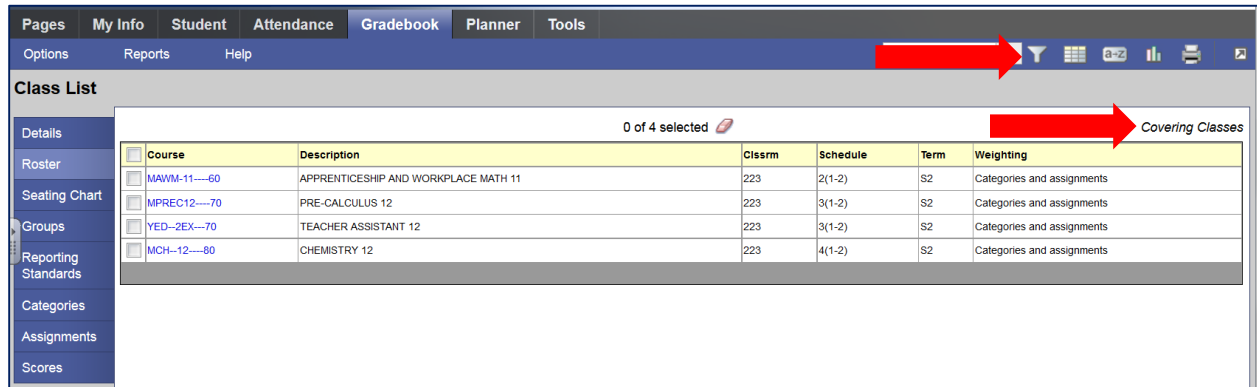 Pages My Info Student Attendance Gradebook Planner Tools
Options Reports Help
a-z
Class List
0 of 4 selected
Covering Classes
Details
Roster
Seating Chart
Groups
Reporting
Standards
Categories
Assignments
Scores
Course Description Clssrm Schedule Term Weighting
MAWM-11----60 APPRENTICESHIP AND WORKPLACE MATH 11 223 2(1-2) S2 Categories and assignments
MPREC12----70 PRE-CALCULUS 12 223 3(1-2) S2 Categories and assignments
YED--2EX---70 TEACHER ASSISTANT 12 223 3(1-2) S2 Categories and assignments
MCH--12----80 CHEMISTRY 12 223 4(1-2) S2 Categories and assignments